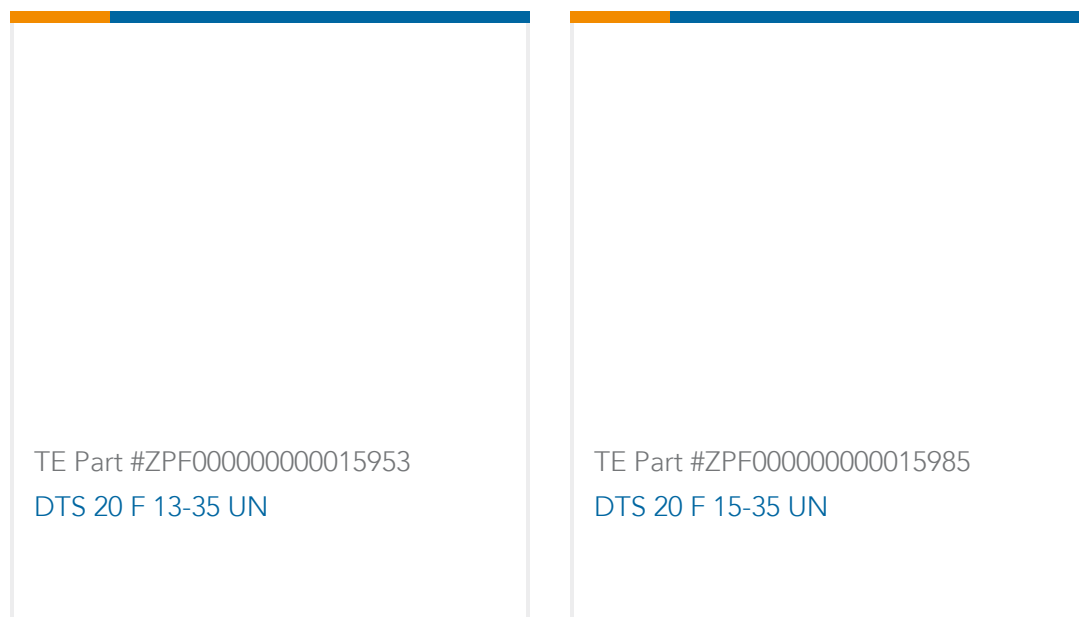 TE Part #ZPF000000000015953
DTS 20 F 13-35 UN
TE Part #ZPF000000000015985
DTS 20 F 15-35 UN